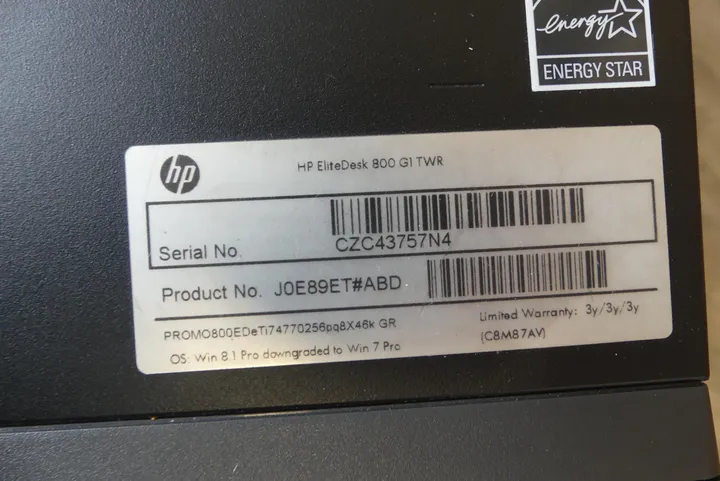 energy
ENERGY STAR
hp
HP EliteDesk 800 G1 TWR
Serial No.
CZC43757N4
Product No. J0E89ET#ABD
PROMO800EDeTi74770256pq8X46k GR
Limited Warranty: 3y/3y/3y
OS: Win 8.1 Pro downgraded to Win 7 Pro
(C8M87AV)